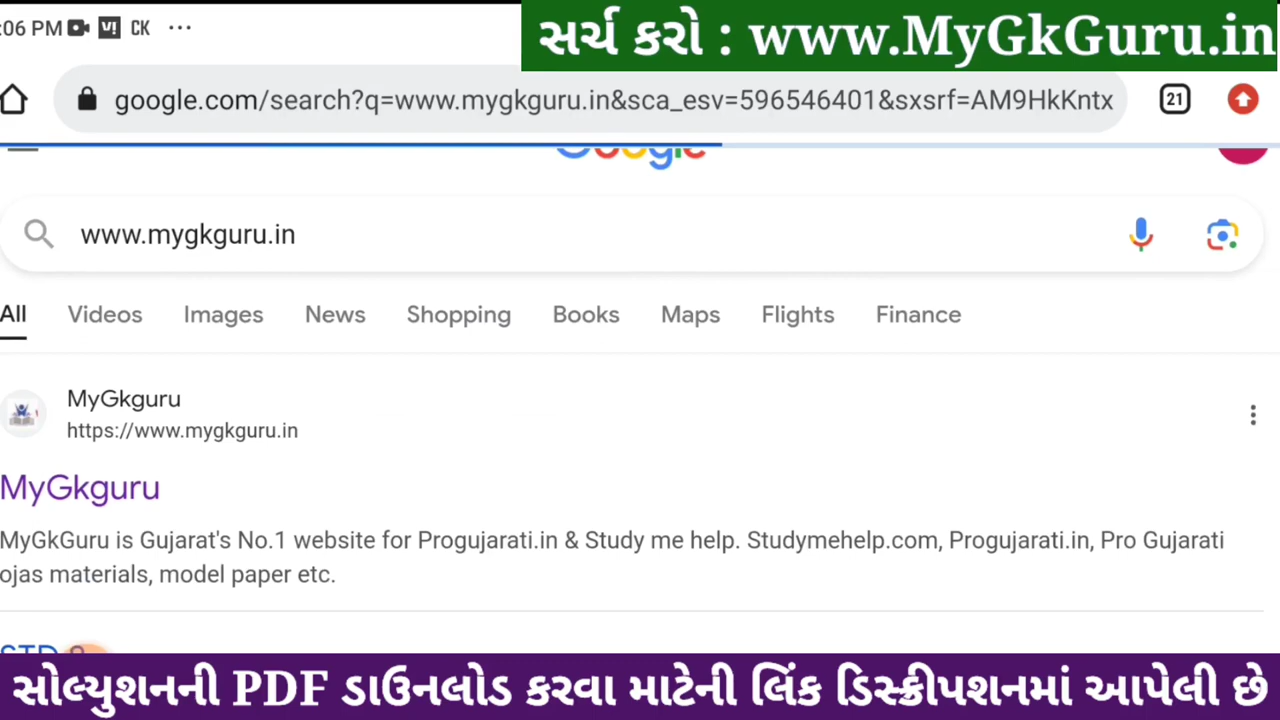 :06 PM V! CK ...
સર્ચ કરો : www.MyGkGuru.in
google.com/search?q=www.mygkguru.in&sca_esv=596546401&sxsrf=AM9HkKntx
21
Google
www.mygkguru.in
All Videos Images News Shopping Books Maps Flights Finance
MyGkguru
https://www.mygkguru.in
MyGkguru
MyGkGuru is Gujarat's No.1 website for Progujarati.in & Study me help. Studymehelp.com, Progujarati.in, Pro Gujarati
ojas materials, model paper etc.
સોલ્યુશનની PDF ડાઉનલોડ કરવા માટેની લિંક ડિસ્ક્રીપશનમાં આપેલી છે